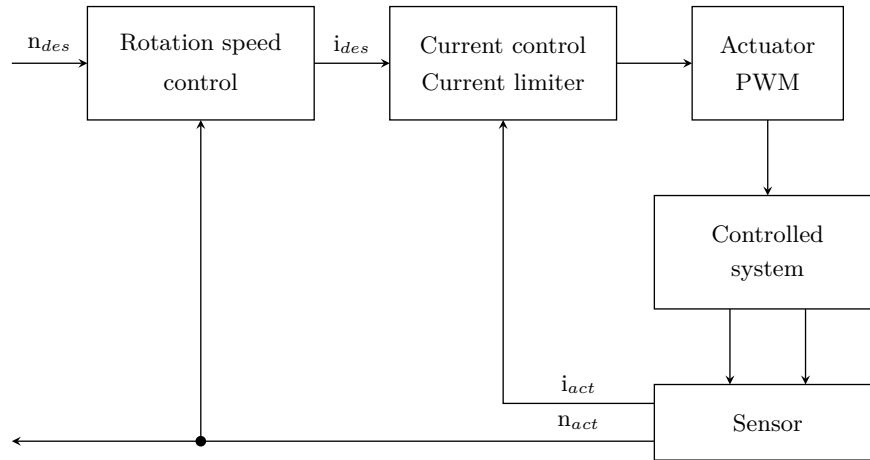 n_des
Rotation speed
control
i_des
Current control
Current limiter
Actuator
PWM
Controlled
system
i_act
n_act
Sensor